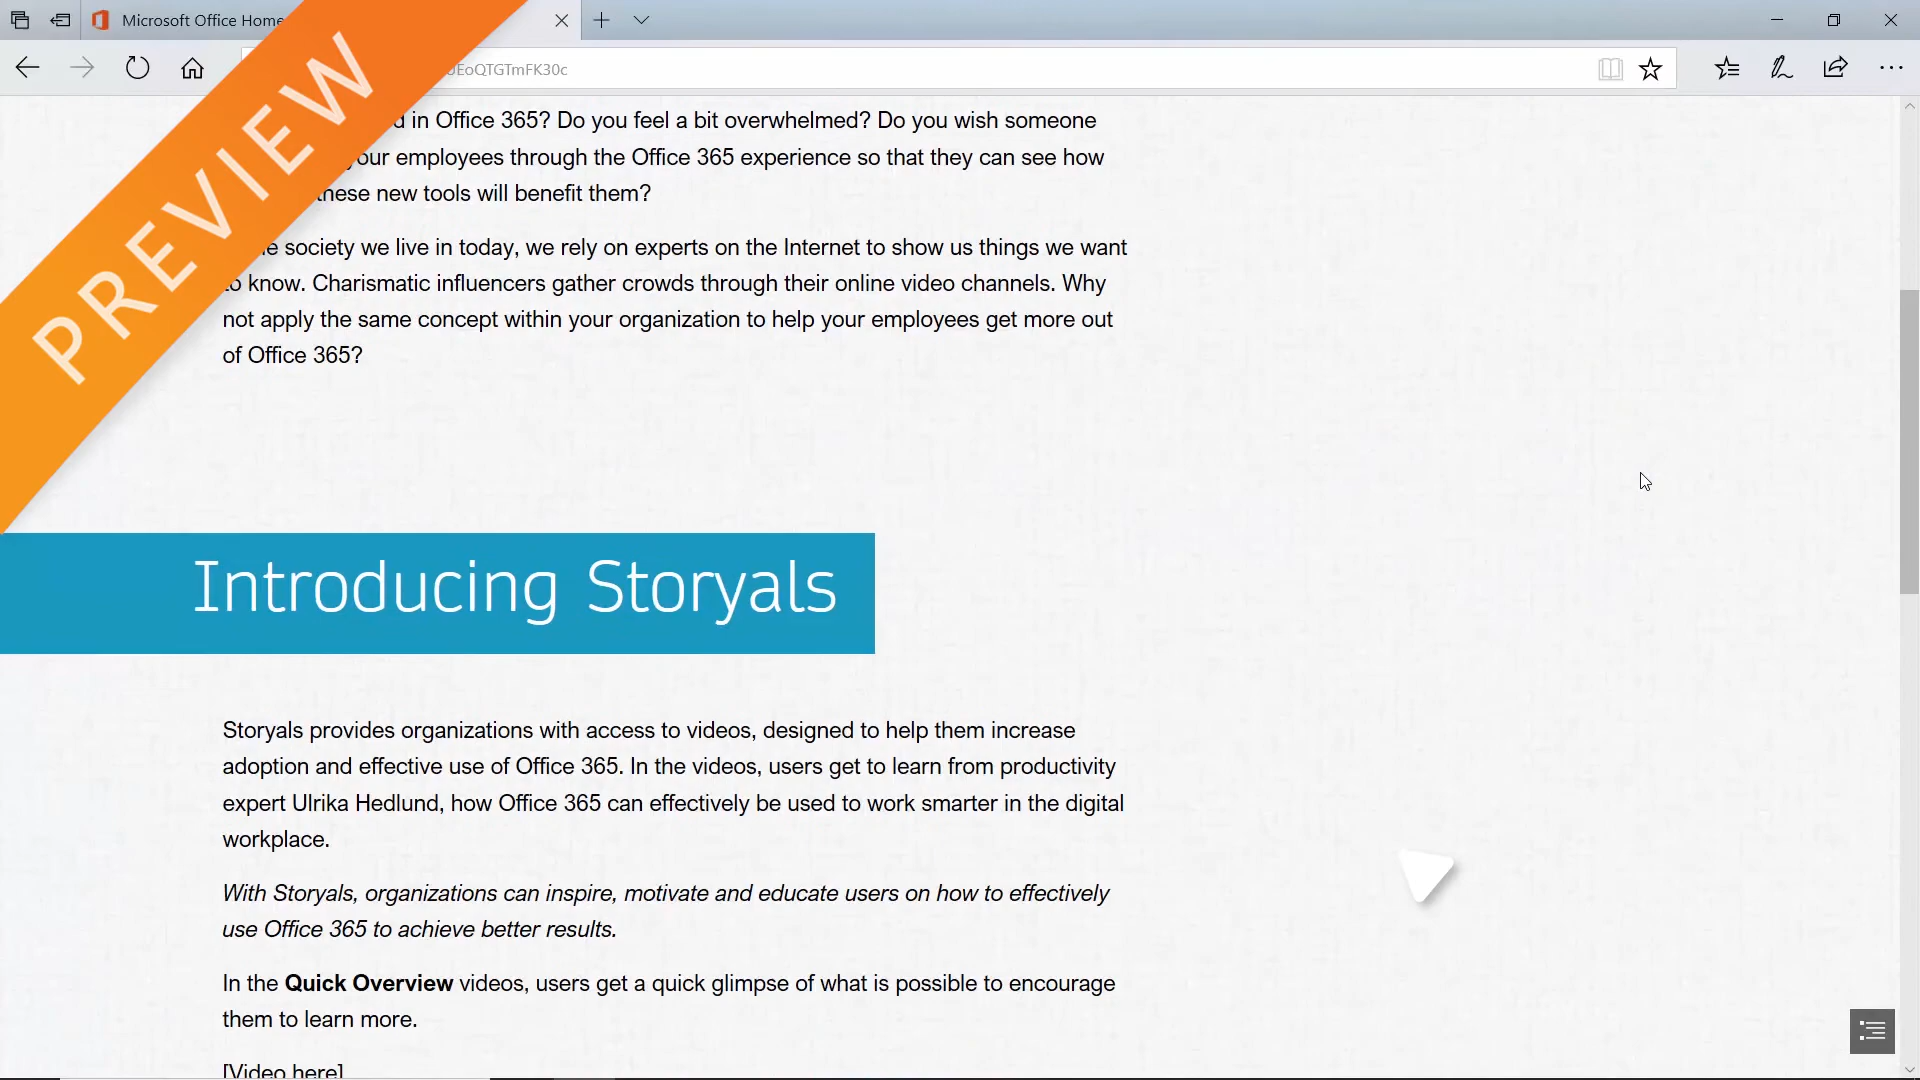 Microsoft Office Home
EoQTGTmFK30c
PREVIEW
in Office 365? Do you feel a bit overwhelmed? Do you wish someone
your employees through the Office 365 experience so that they can see how
these new tools will benefit them?
society we live in today, we rely on experts on the Internet to show us things we want
to know. Charismatic influencers gather crowds through their online video channels. Why
not apply the same concept within your organization to help your employees get more out
of Office 365?
Introducing Storyals
Storyals provides organizations with access to videos, designed to help them increase
adoption and effective use of Office 365. In the videos, users get to learn from productivity
expert Ulrika Hedlund, how Office 365 can effectively be used to work smarter in the digital
workplace.
With Storyals, organizations can inspire, motivate and educate users on how to effectively
use Office 365 to achieve better results.
In the Quick Overview videos, users get a quick glimpse of what is possible to encourage
them to learn more.
[Video here]